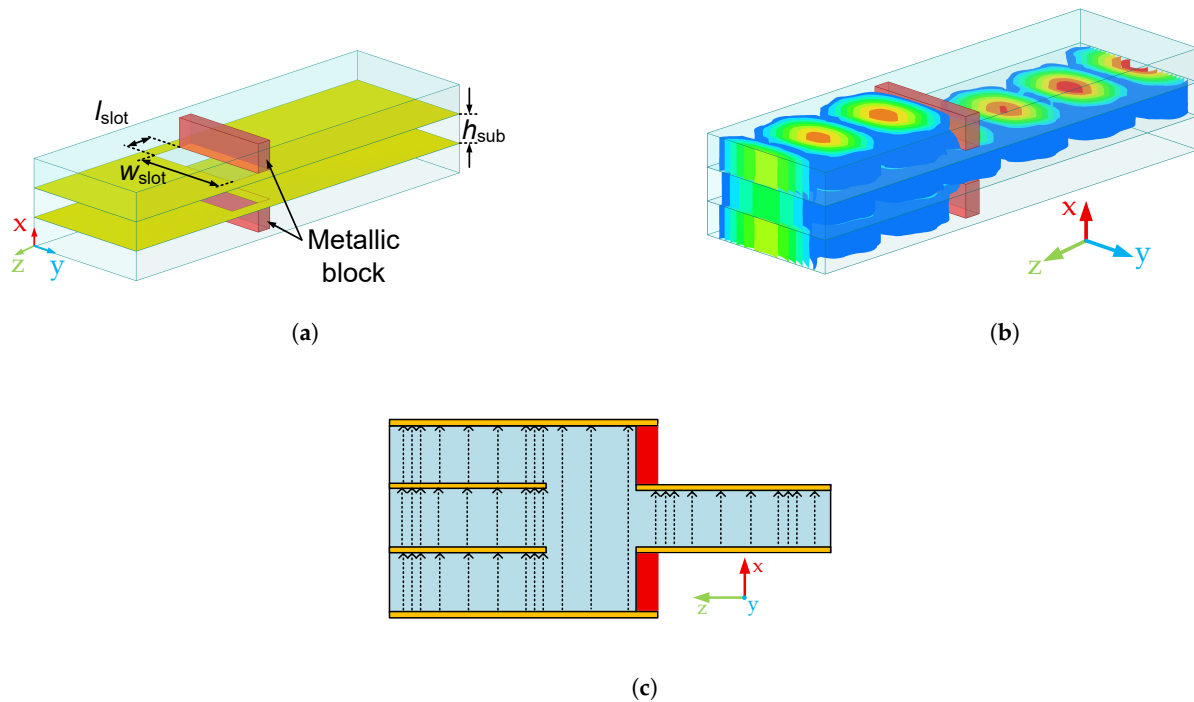 l_slot
w_slot
h_sub
Metallic
block
x
z
y
(a)
x
z
y
(b)
x
z
y
(c)